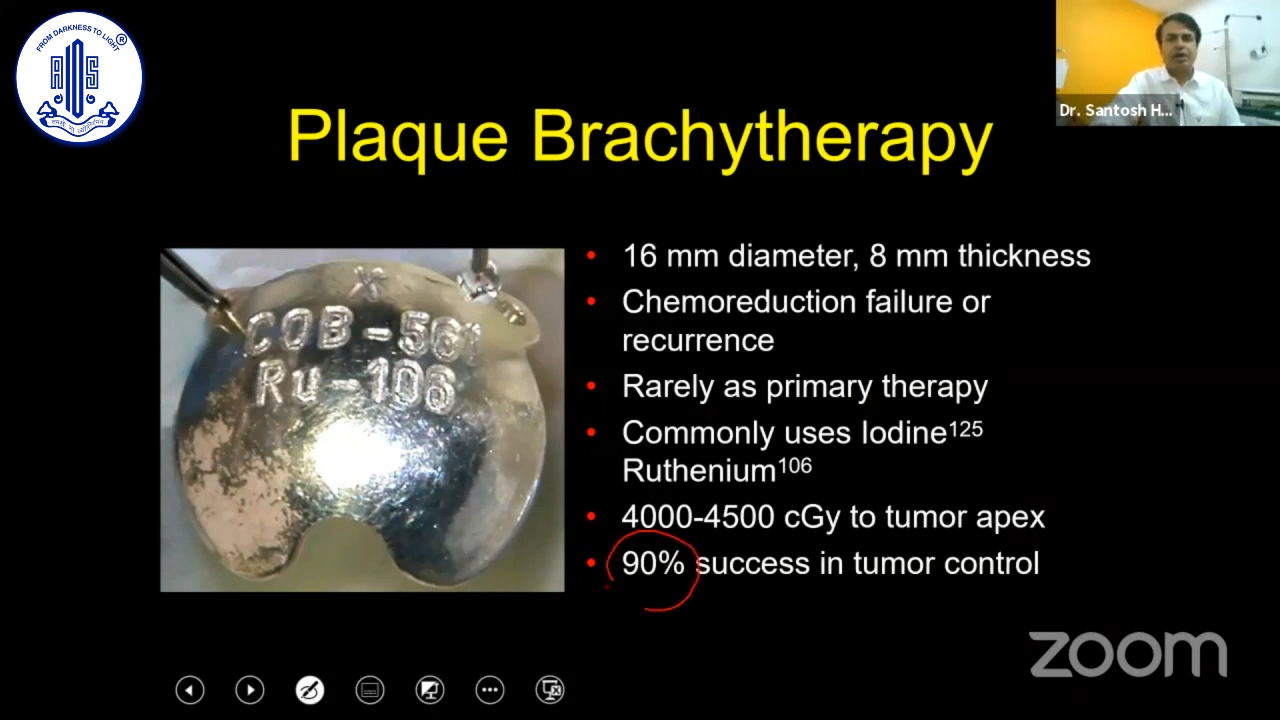 FROM DARKNESS TO LIGHT
®
AIOS
Dr. Santosh H...
Plaque Brachytherapy
COB-561
Ru-106
• 16 mm diameter, 8 mm thickness
• Chemoreduction failure or
recurrence
• Rarely as primary therapy
• Commonly uses Iodine¹²⁵
Ruthenium¹⁰⁶
• 4000-4500 cGy to tumor apex
• 90% success in tumor control
zoom